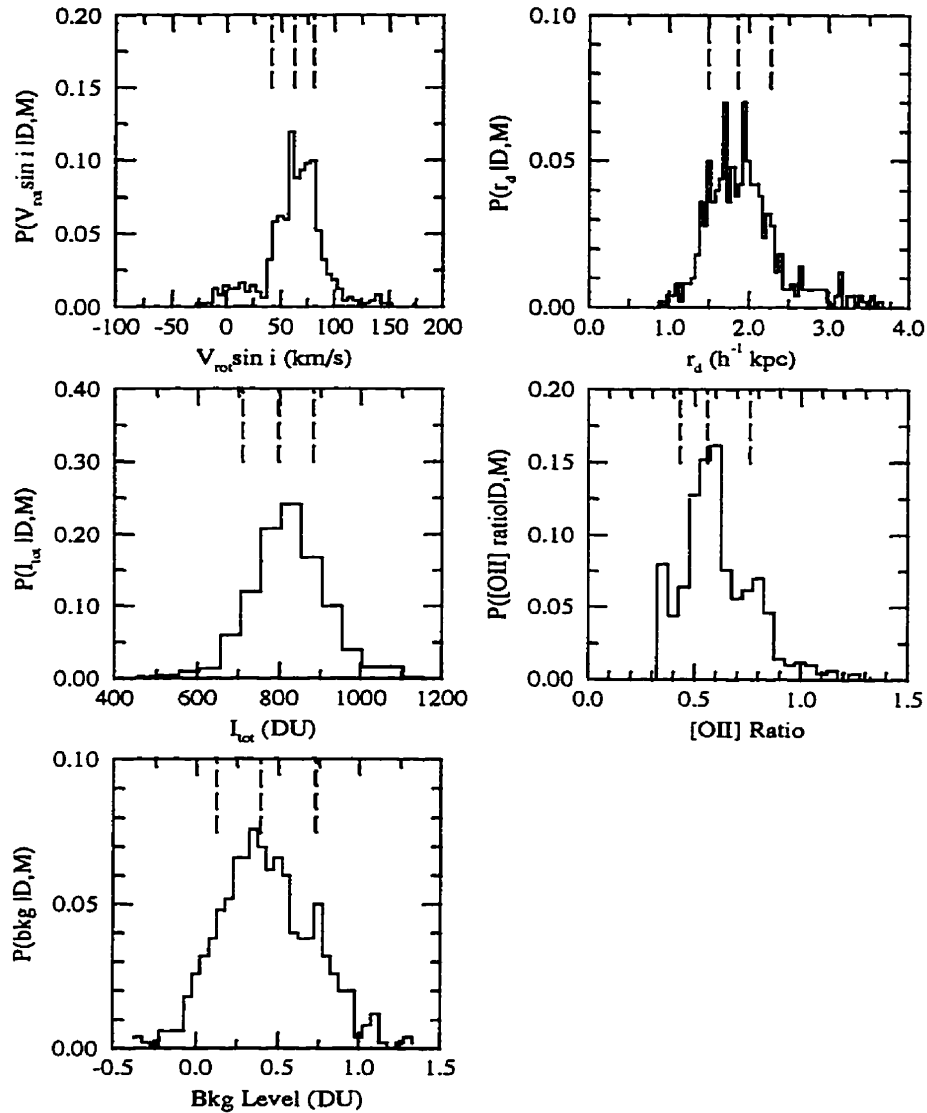 0.20
0.15
0.10
0.05
0.00
P(V_rot sin i |D,M)
-100 -50 0 50 100 150 200
V_rot sin i (km/s)
0.10
0.05
0.00
P(r_d |D,M)
0.0 1.0 2.0 3.0 4.0
r_d (h^-1 kpc)
0.40
0.30
0.20
0.10
0.00
P(I_tot |D,M)
400 600 800 1000 1200
I_tot (DU)
0.20
0.15
0.10
0.05
0.00
P([OII] ratio|D,M)
0.0 0.5 1.0 1.5
[OII] Ratio
0.10
0.05
0.00
P(bkg |D,M)
-0.5 0.0 0.5 1.0 1.5
Bkg Level (DU)